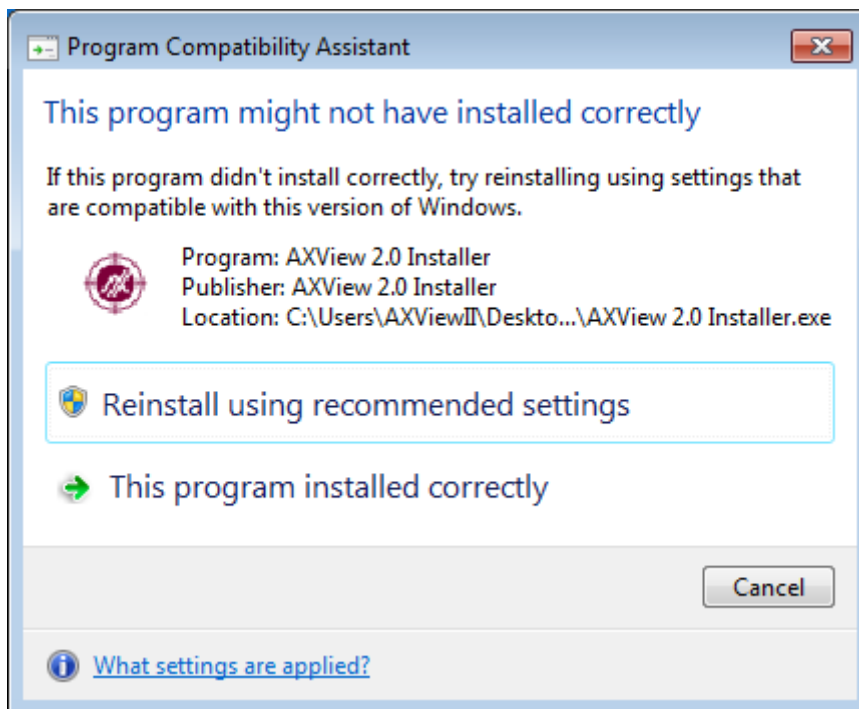 Program Compatibility Assistant
This program might not have installed correctly
If this program didn't install correctly, try reinstalling using settings that
are compatible with this version of Windows.
Program: AXView 2.0 Installer
Publisher: AXView 2.0 Installer
Location: C:\Users\AXViewII\Deskto...\AXView 2.0 Installer.exe
Reinstall using recommended settings
This program installed correctly
Cancel
What settings are applied?